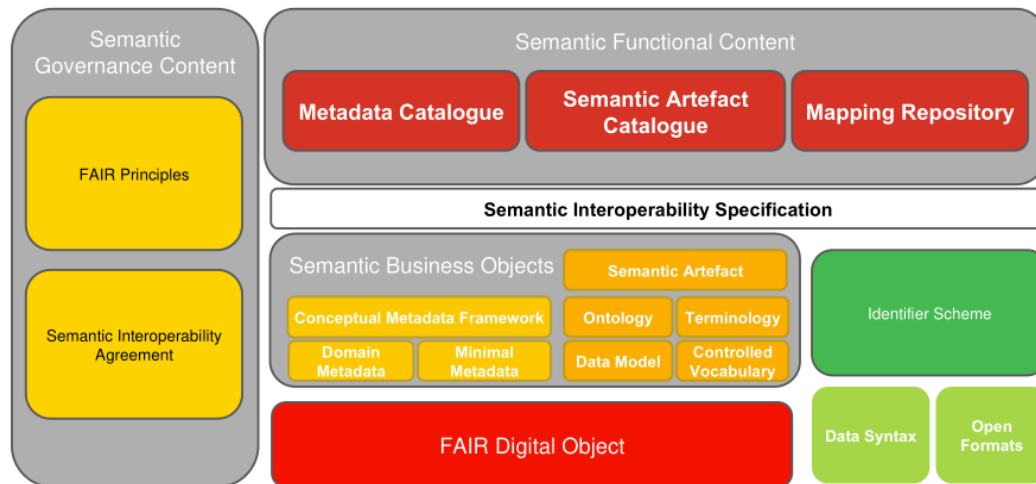 Semantic
Governance Content
FAIR Principles
Semantic Interoperability
Agreement
Semantic Functional Content
Metadata Catalogue
Semantic Artefact
Catalogue
Mapping Repository
Semantic Interoperability Specification
Semantic Business Objects
Semantic Artefact
Conceptual Metadata Framework
Ontology
Terminology
Domain
Metadata
Minimal
Metadata
Data Model
Controlled
Vocabulary
Identifier Scheme
FAIR Digital Object
Data Syntax
Open
Formats